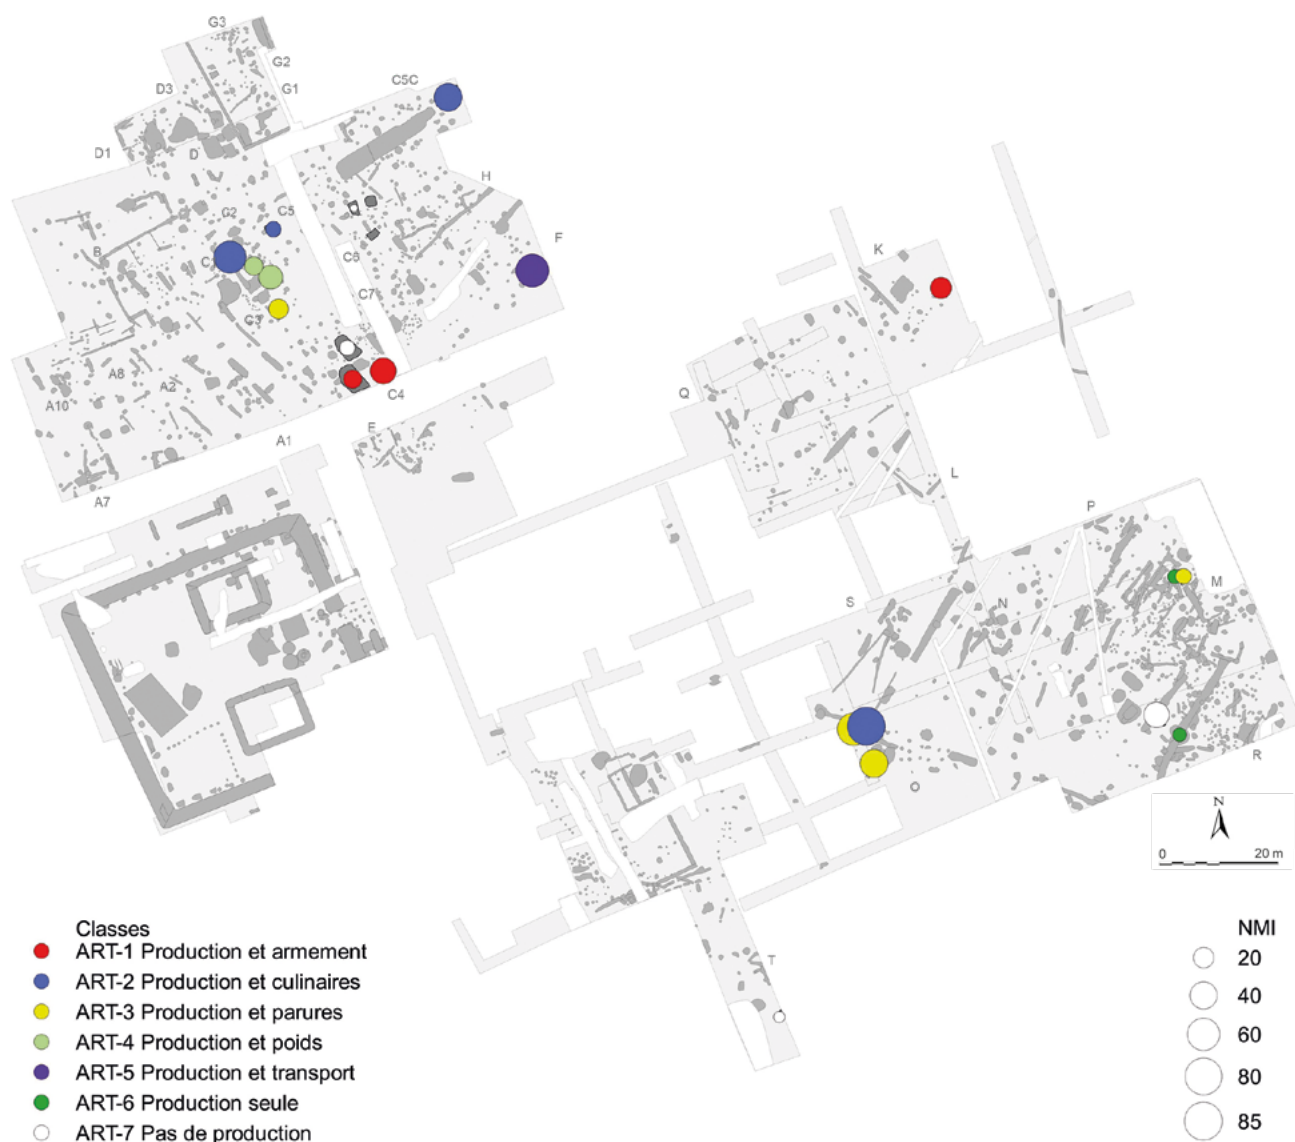 G3
G2
C5C
D3
G1
D1
D
H
C2
C5
F
B
C
C6
K
C7
G3
A8
A2
Q
A10
C4
E
A1
L
A7
P
M
S
N
R
O
N
0 20 m
T
Classes
ART-1 Production et armement
ART-2 Production et culinaires
ART-3 Production et parures
ART-4 Production et poids
ART-5 Production et transport
ART-6 Production seule
ART-7 Pas de production
NMI
20
40
60
80
85